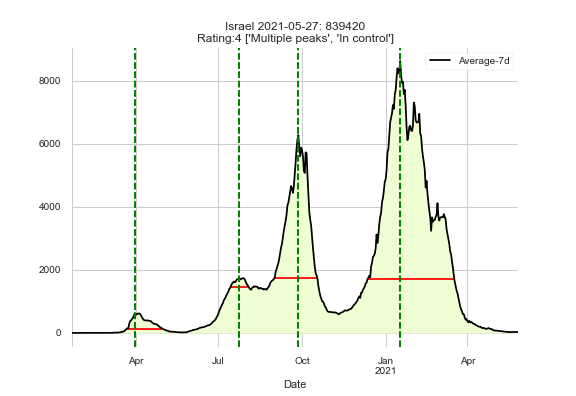 Israel 2021-05-27: 839420
Rating:4 ['Multiple peaks', 'In control']
Average-7d
8000
6000
4000
2000
0
Apr
Jul
Oct
Jan
2021
Apr
Date